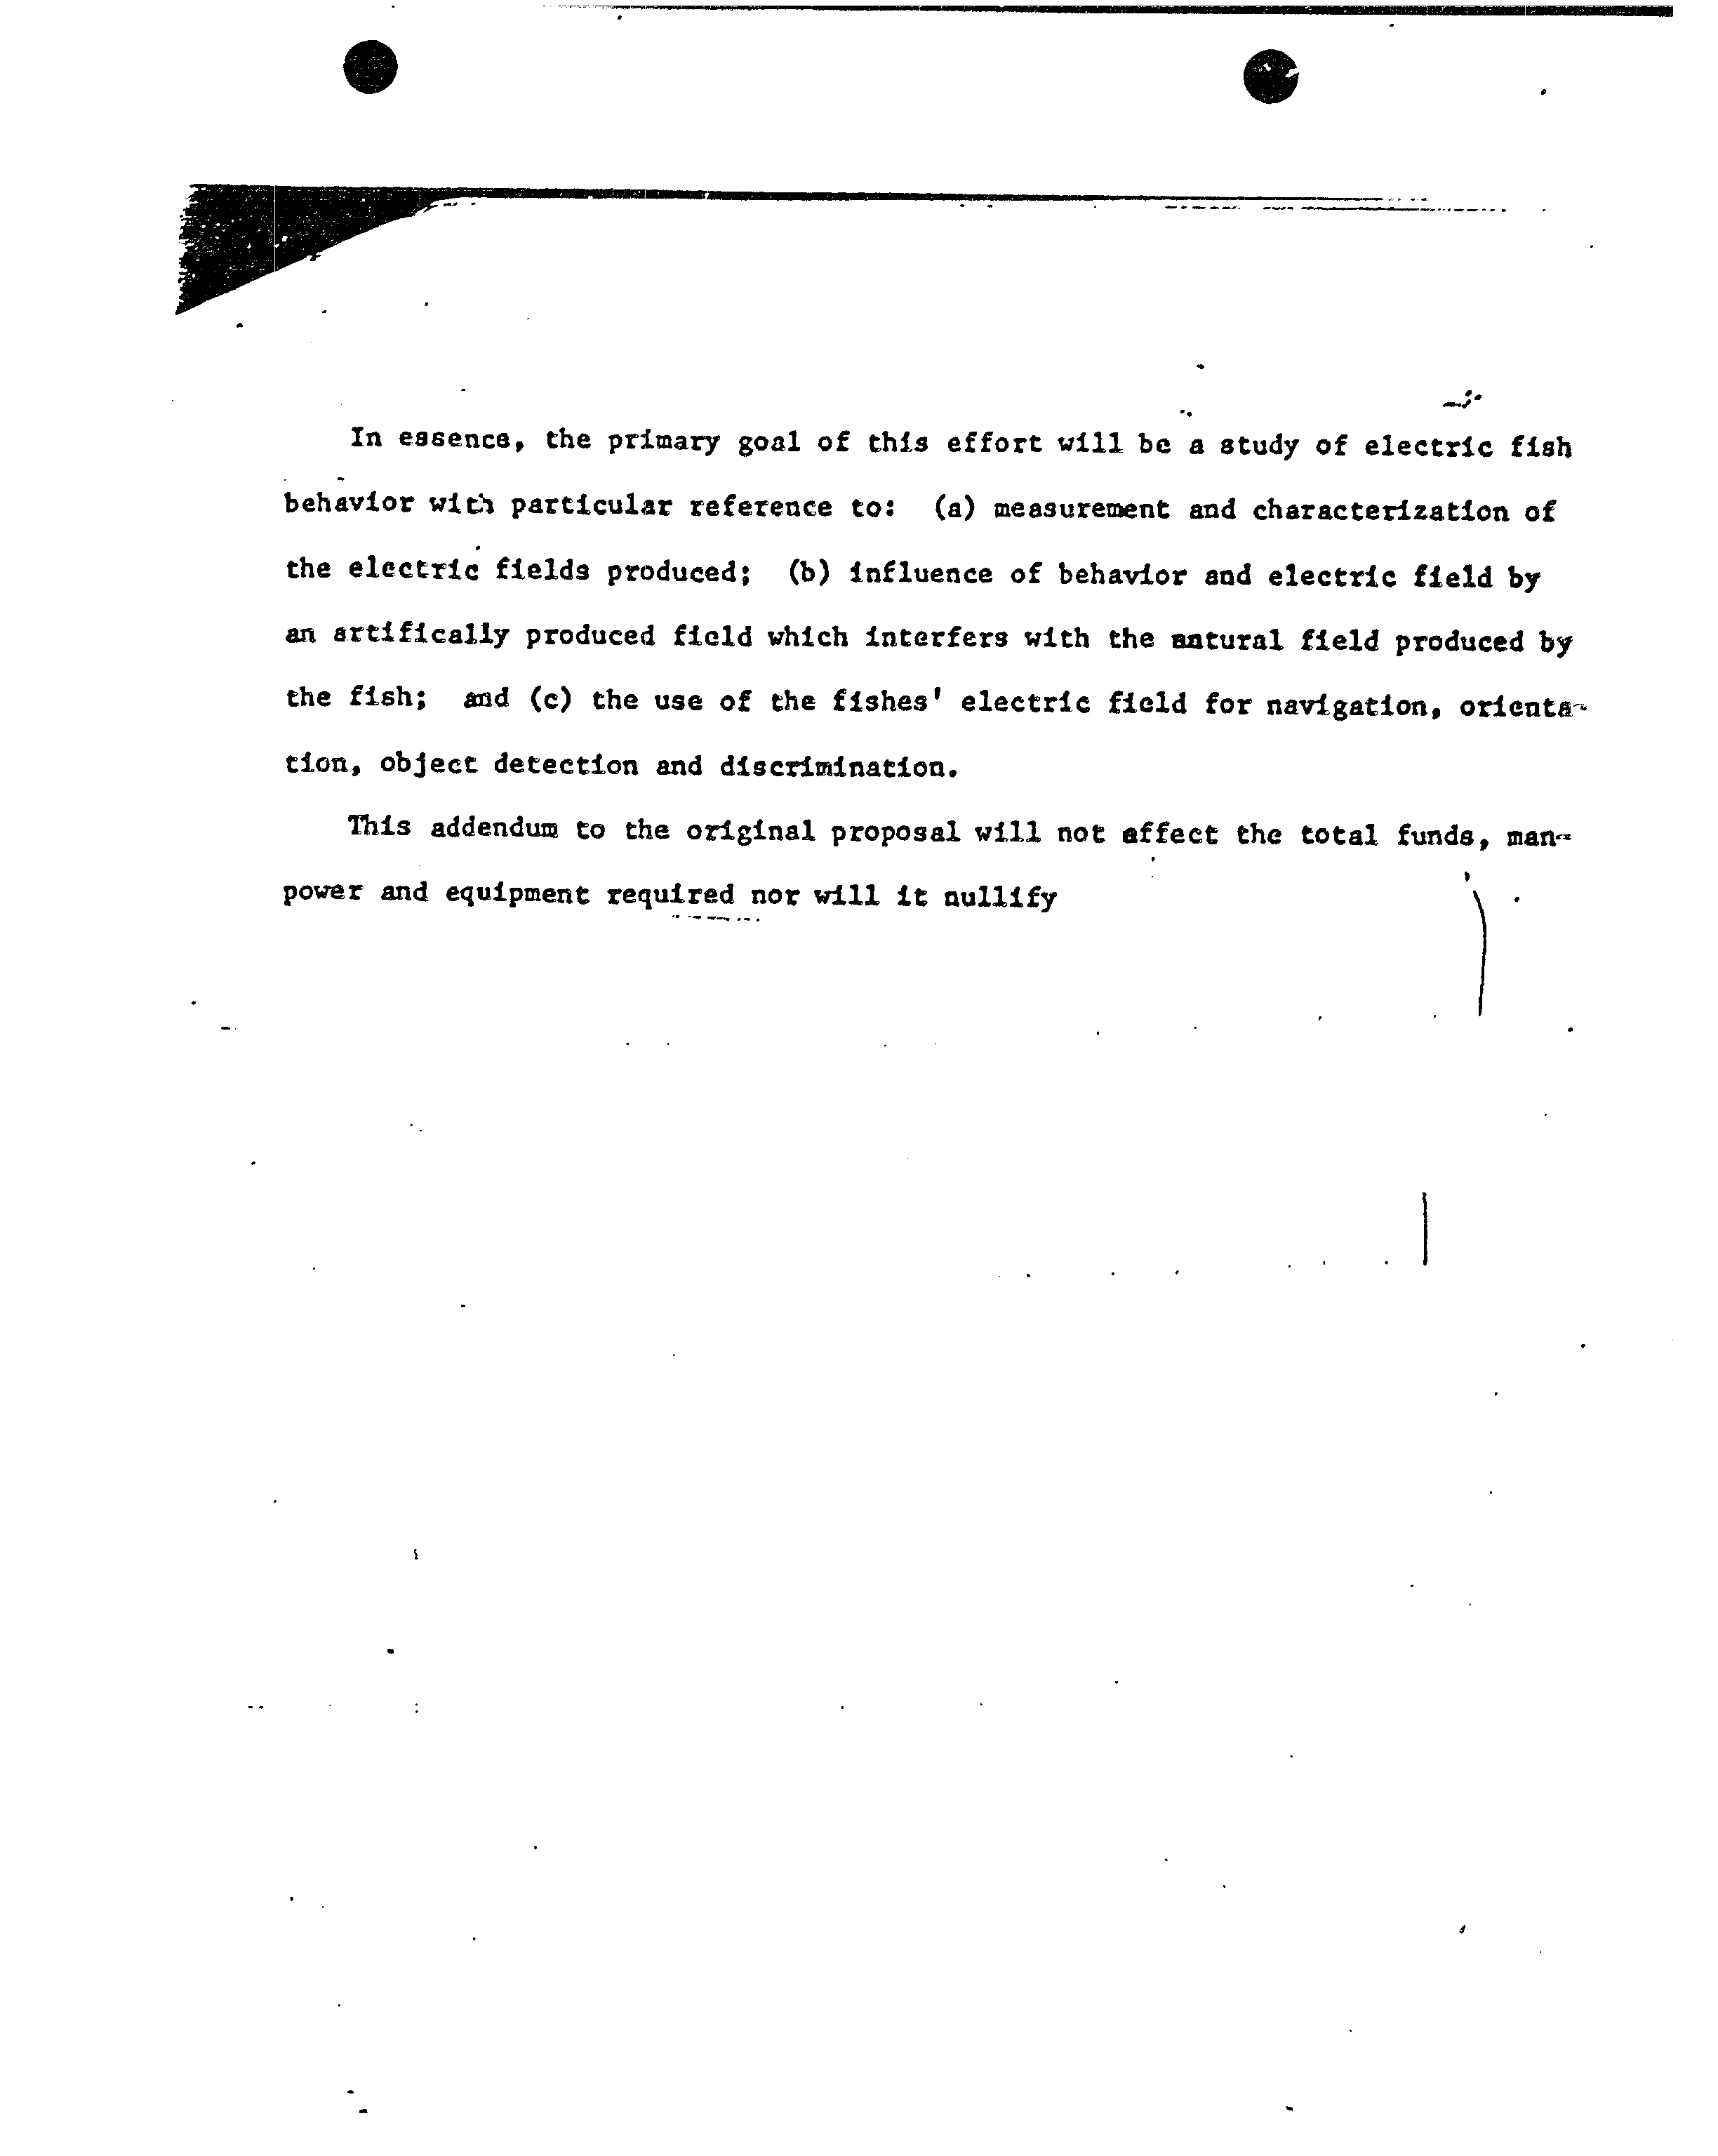 In essence, the primary goal of this effort will be a study of electric fish
behavior with particular reference to: (a) measurement and characterization of
the electric fields produced; (b) influence of behavior and electric field by
an artifically produced field which interfers with the natural field produced by
the fish; and (c) the use of the fishes' electric field for navigation, orienta-
tion, object detection and discrimination.
This addendum to the original proposal will not affect the total funds, man-
power and equipment required nor will it nullify